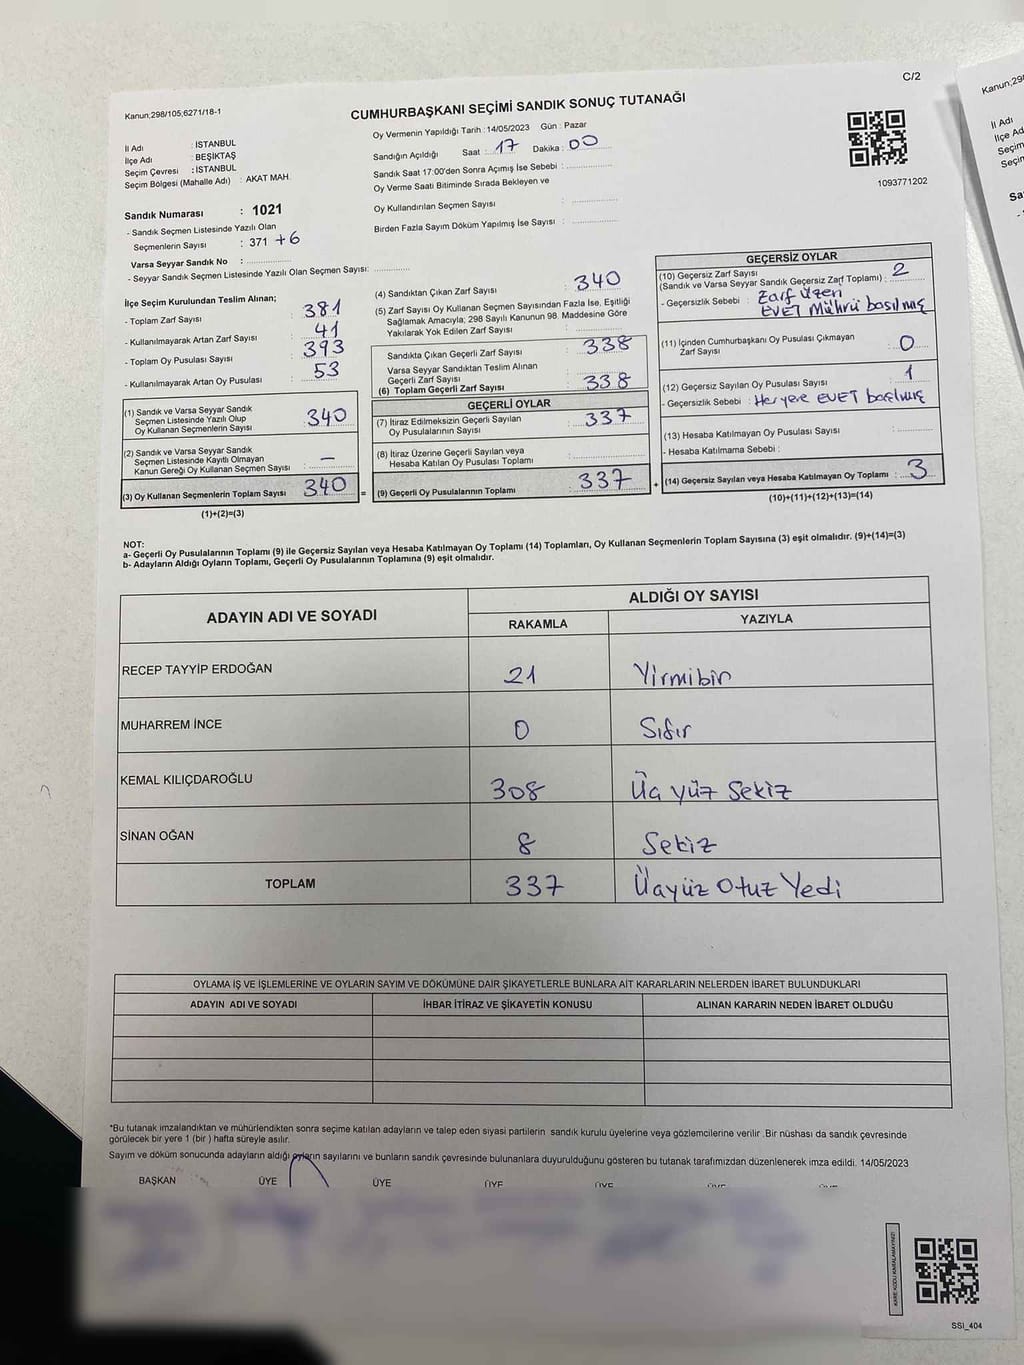 C/2
Kanun;298/105;6271/18-1
CUMHURBAŞKANI SEÇİMİ SANDIK SONUÇ TUTANAĞI
İl Adı : İSTANBUL
İlçe Adı : BEŞİKTAŞ
Seçim Çevresi : İSTANBUL
Seçim Bölgesi (Mahalle Adı) : AKAT MAH.
Sandık Numarası : 1021
- Sandık Seçmen Listesinde Yazılı Olan
Seçmenlerin Sayısı : 371 +6
Varsa Seyyar Sandık No :
- Seyyar Sandık Seçmen Listesinde Yazılı Olan Seçmen Sayısı:
Oy Vermenin Yapıldığı Tarih : 14/05/2023 Gün : Pazar
Sandığın Açıldığı Saat : 17 Dakika : 00
Sandık Saat 17:00'den Sonra Açımış İse Sebebi :
Oy Verme Saati Bitiminde Sırada Bekleyen ve
Oy Kullandırılan Seçmen Sayısı :
Birden Fazla Sayım Döküm Yapılmış İse Sayısı :
1093771202
İlçe Seçim Kurulundan Teslim Alınan;
- Toplam Zarf Sayısı : 381
- Kullanılmayarak Artan Zarf Sayısı : 41
- Toplam Oy Pusulası Sayısı : 393
- Kullanılmayarak Artan Oy Pusulası : 53
(1) Sandık ve Varsa Seyyar Sandık
Seçmen Listesinde Yazılı Olup
Oy Kullanan Seçmenlerin Sayısı : 340
(2) Sandık ve Varsa Seyyar Sandık
Seçmen Listesinde Kayıtlı Olmayan
Kanun Gereği Oy Kullanan Seçmen Sayısı : –
(3) Oy Kullanan Seçmenlerin Toplam Sayısı 340 =
(1)+(2)=(3)
(4) Sandıktan Çıkan Zarf Sayısı : 340
(5) Zarf Sayısı Oy Kullanan Seçmen Sayısından Fazla İse, Eşitliği
Sağlamak Amacıyla; 298 Sayılı Kanunun 98. Maddesine Göre
Yakılarak Yok Edilen Zarf Sayısı :
Sandıkta Çıkan Geçerli Zarf Sayısı : 338
Varsa Seyyar Sandıktan Teslim Alınan
Geçerli Zarf Sayısı
(6) Toplam Geçerli Zarf Sayısı : 338
GEÇERLİ OYLAR
(7) İtiraz Edilmeksizin Geçerli Sayılan
Oy Pusulalarının Sayısı : 337
(8) İtiraz Üzerine Geçerli Sayılan veya
Hesaba Katılan Oy Pusulası Toplamı :
(9) Geçerli Oy Pusulalarının Toplamı : 337 +
GEÇERSİZ OYLAR
(10) Geçersiz Zarf Sayısı
(Sandık ve Varsa Seyyar Sandık Geçersiz Zarf Toplamı) : 2
- Geçersizlik Sebebi : Zarf üzeri
EVET Mührü basılmış
(11) İçinden Cumhurbaşkanı Oy Pusulası Çıkmayan
Zarf Sayısı : 0
(12) Geçersiz Sayılan Oy Pusulası Sayısı : 1
- Geçersizlik Sebebi : Her yere EVET basılmış
(13) Hesaba Katılmayan Oy Pusulası Sayısı :
- Hesaba Katılmama Sebebi :
(14) Geçersiz Sayılan veya Hesaba Katılmayan Oy Toplamı : 3
(10)+(11)+(12)+(13)=(14)
NOT:
a- Geçerli Oy Pusulalarının Toplamı (9) ile Geçersiz Sayılan veya Hesaba Katılmayan Oy Toplamı (14) Toplamları, Oy Kullanan Seçmenlerin Toplam Sayısına (3) eşit olmalıdır. (9)+(14)=(3)
b- Adayların Aldığı Oyların Toplamı, Geçerli Oy Pusulalarının Toplamına (9) eşit olmalıdır.
ADAYIN ADI VE SOYADI
ALDIĞI OY SAYISI
RAKAMLA YAZIYLA
RECEP TAYYİP ERDOĞAN 21 Yirmibir
MUHARREM İNCE 0 Sıfır
KEMAL KILIÇDAROĞLU 308 Üç yüz Sekiz
SİNAN OĞAN 8 Sekiz
TOPLAM 337 Üçyüz Otuz Yedi
OYLAMA İŞ VE İŞLEMLERİNE VE OYLARIN SAYIM VE DÖKÜMÜNE DAİR ŞİKAYETLERLE BUNLARA AİT KARARLARIN NELERDEN İBARET BULUNDUKLARI
ADAYIN ADI VE SOYADI İHBAR İTİRAZ VE ŞİKAYETİN KONUSU ALINAN KARARIN NEDEN İBARET OLDUĞU
*Bu tutanak imzalandıktan ve mühürlendikten sonra seçime katılan adayların ve talep eden siyasi partilerin sandık kurulu üyelerine veya gözlemcilerine verilir .Bir nüshası da sandık çevresinde
görülecek bir yere 1 (bir ) hafta süreyle asılır.
Sayım ve döküm sonucunda adayların aldığı oyların sayılarını ve bunların sandık çevresinde bulunanlara duyurulduğunu gösteren bu tutanak tarafımızdan düzenlenerek imza edildi. 14/05/2023
BAŞKAN ÜYE ÜYE ÜYE ÜYE
KARE KODU KARALAMAYINIZ!
SSI_404
Kanun;29
İl Adı
İlçe Ad
Seçim
Seçin
Sa